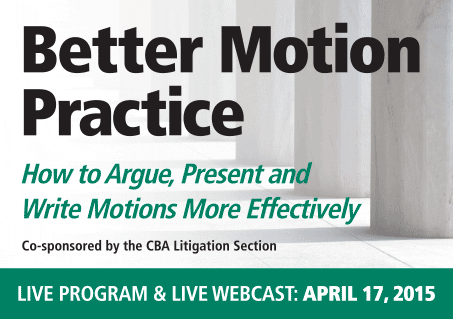 Better Motion
Practice
How to Argue, Present and
Write Motions More Effectively
Co-sponsored by the CBA Litigation Section
LIVE PROGRAM & LIVE WEBCAST: APRIL 17, 2015